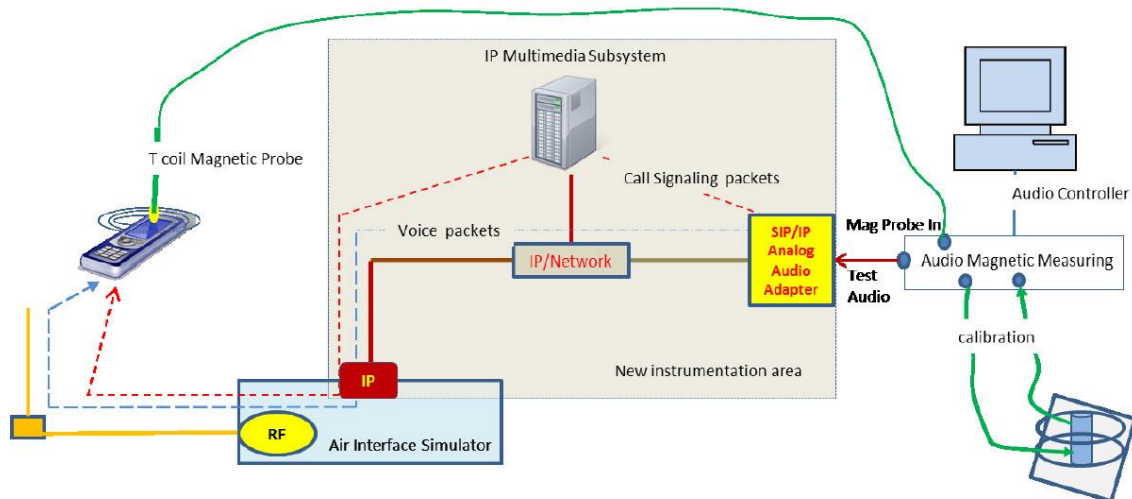 IP Multimedia Subsystem
T coil Magnetic Probe
Call Signaling packets
Audio Controller
Voice packets
IP/Network
SIP/IP
Analog
Audio
Adapter
Mag Probe In
Test
Audio
Audio Magnetic Measuring
calibration
New instrumentation area
IP
RF
Air Interface Simulator